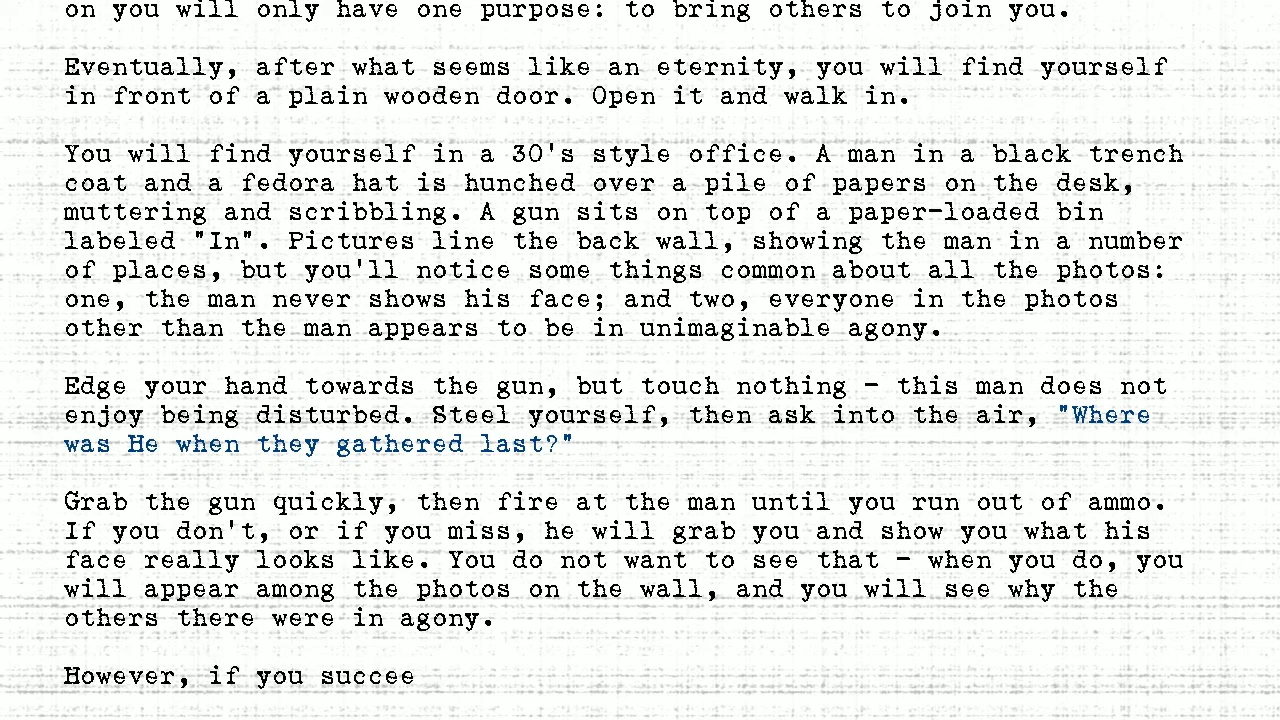 on you will only have one purpose: to bring others to join you.
Eventually, after what seems like an eternity, you will find yourself
in front of a plain wooden door. Open it and walk in.
You will find yourself in a 30's style office. A man in a black trench
coat and a fedora hat is hunched over a pile of papers on the desk,
muttering and scribbling. A gun sits on top of a paper-loaded bin
labeled "In". Pictures line the back wall, showing the man in a number
of places, but you'll notice some things common about all the photos:
one, the man never shows his face; and two, everyone in the photos
other than the man appears to be in unimaginable agony.
Edge your hand towards the gun, but touch nothing - this man does not
enjoy being disturbed. Steel yourself, then ask into the air, "Where
was He when they gathered last?"
Grab the gun quickly, then fire at the man until you run out of ammo.
If you don't, or if you miss, he will grab you and show you what his
face really looks like. You do not want to see that - when you do, you
will appear among the photos on the wall, and you will see why the
others there were in agony.
However, if you succee